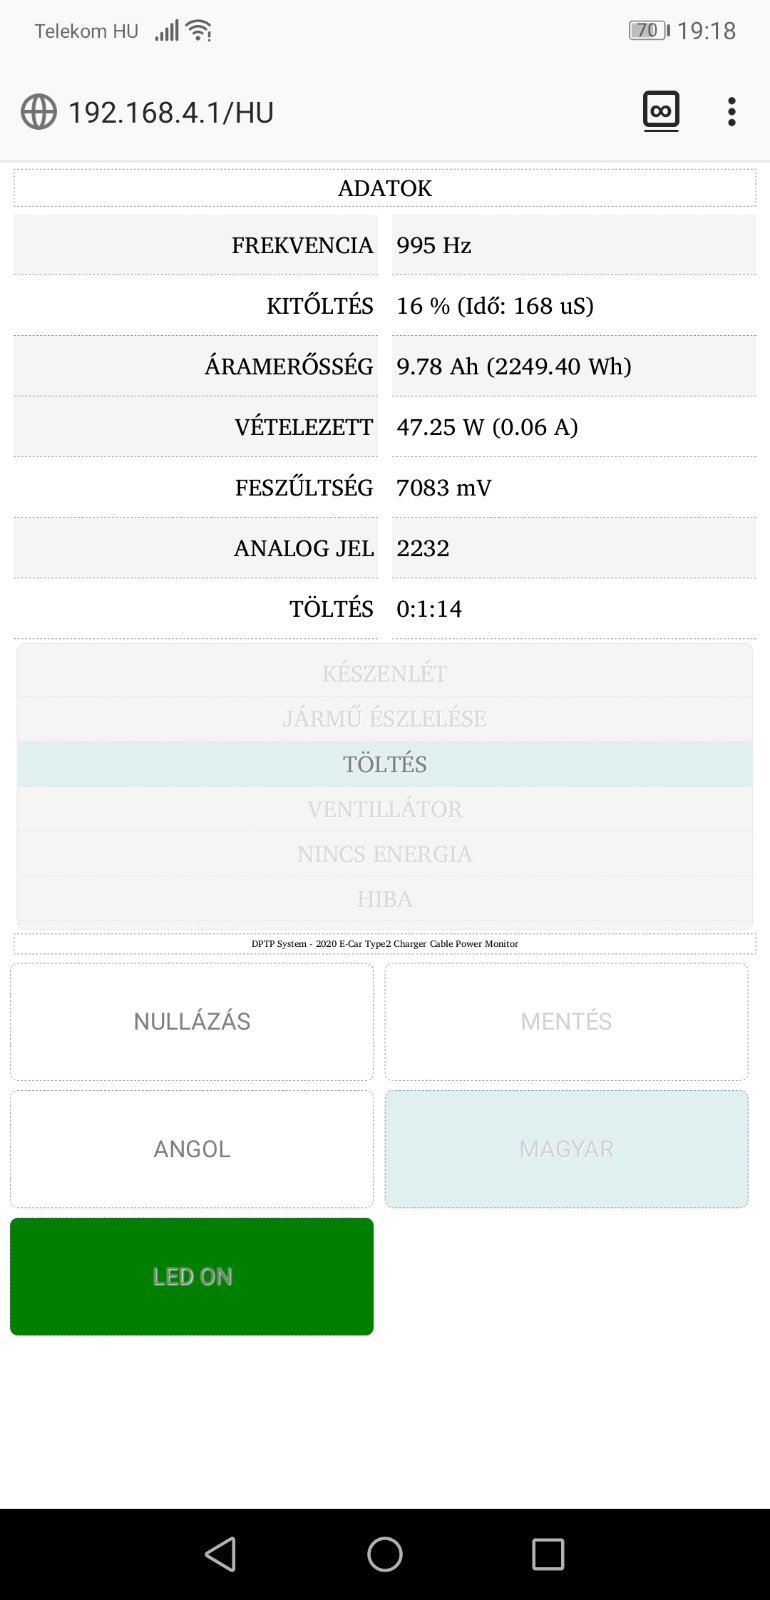 Telekom HU 70 19:18
192.168.4.1/HU
ADATOK
FREKVENCIA 995 Hz
KITŐLTÉS 16 % (Idő: 168 uS)
ÁRAMERŐSSÉG 9.78 Ah (2249.40 Wh)
VÉTELEZETT 47.25 W (0.06 A)
FESZŰLTSÉG 7083 mV
ANALOG JEL 2232
TÖLTÉS 0:1:14
KÉSZENLÉT
JÁRMŰ ÉSZLELÉSE
TÖLTÉS
VENTILLÁTOR
NINCS ENERGIA
HIBA
DPTP System - 2020 E-Car Type2 Charger Cable Power Monitor
NULLÁZÁS MENTÉS
ANGOL MAGYAR
LED ON